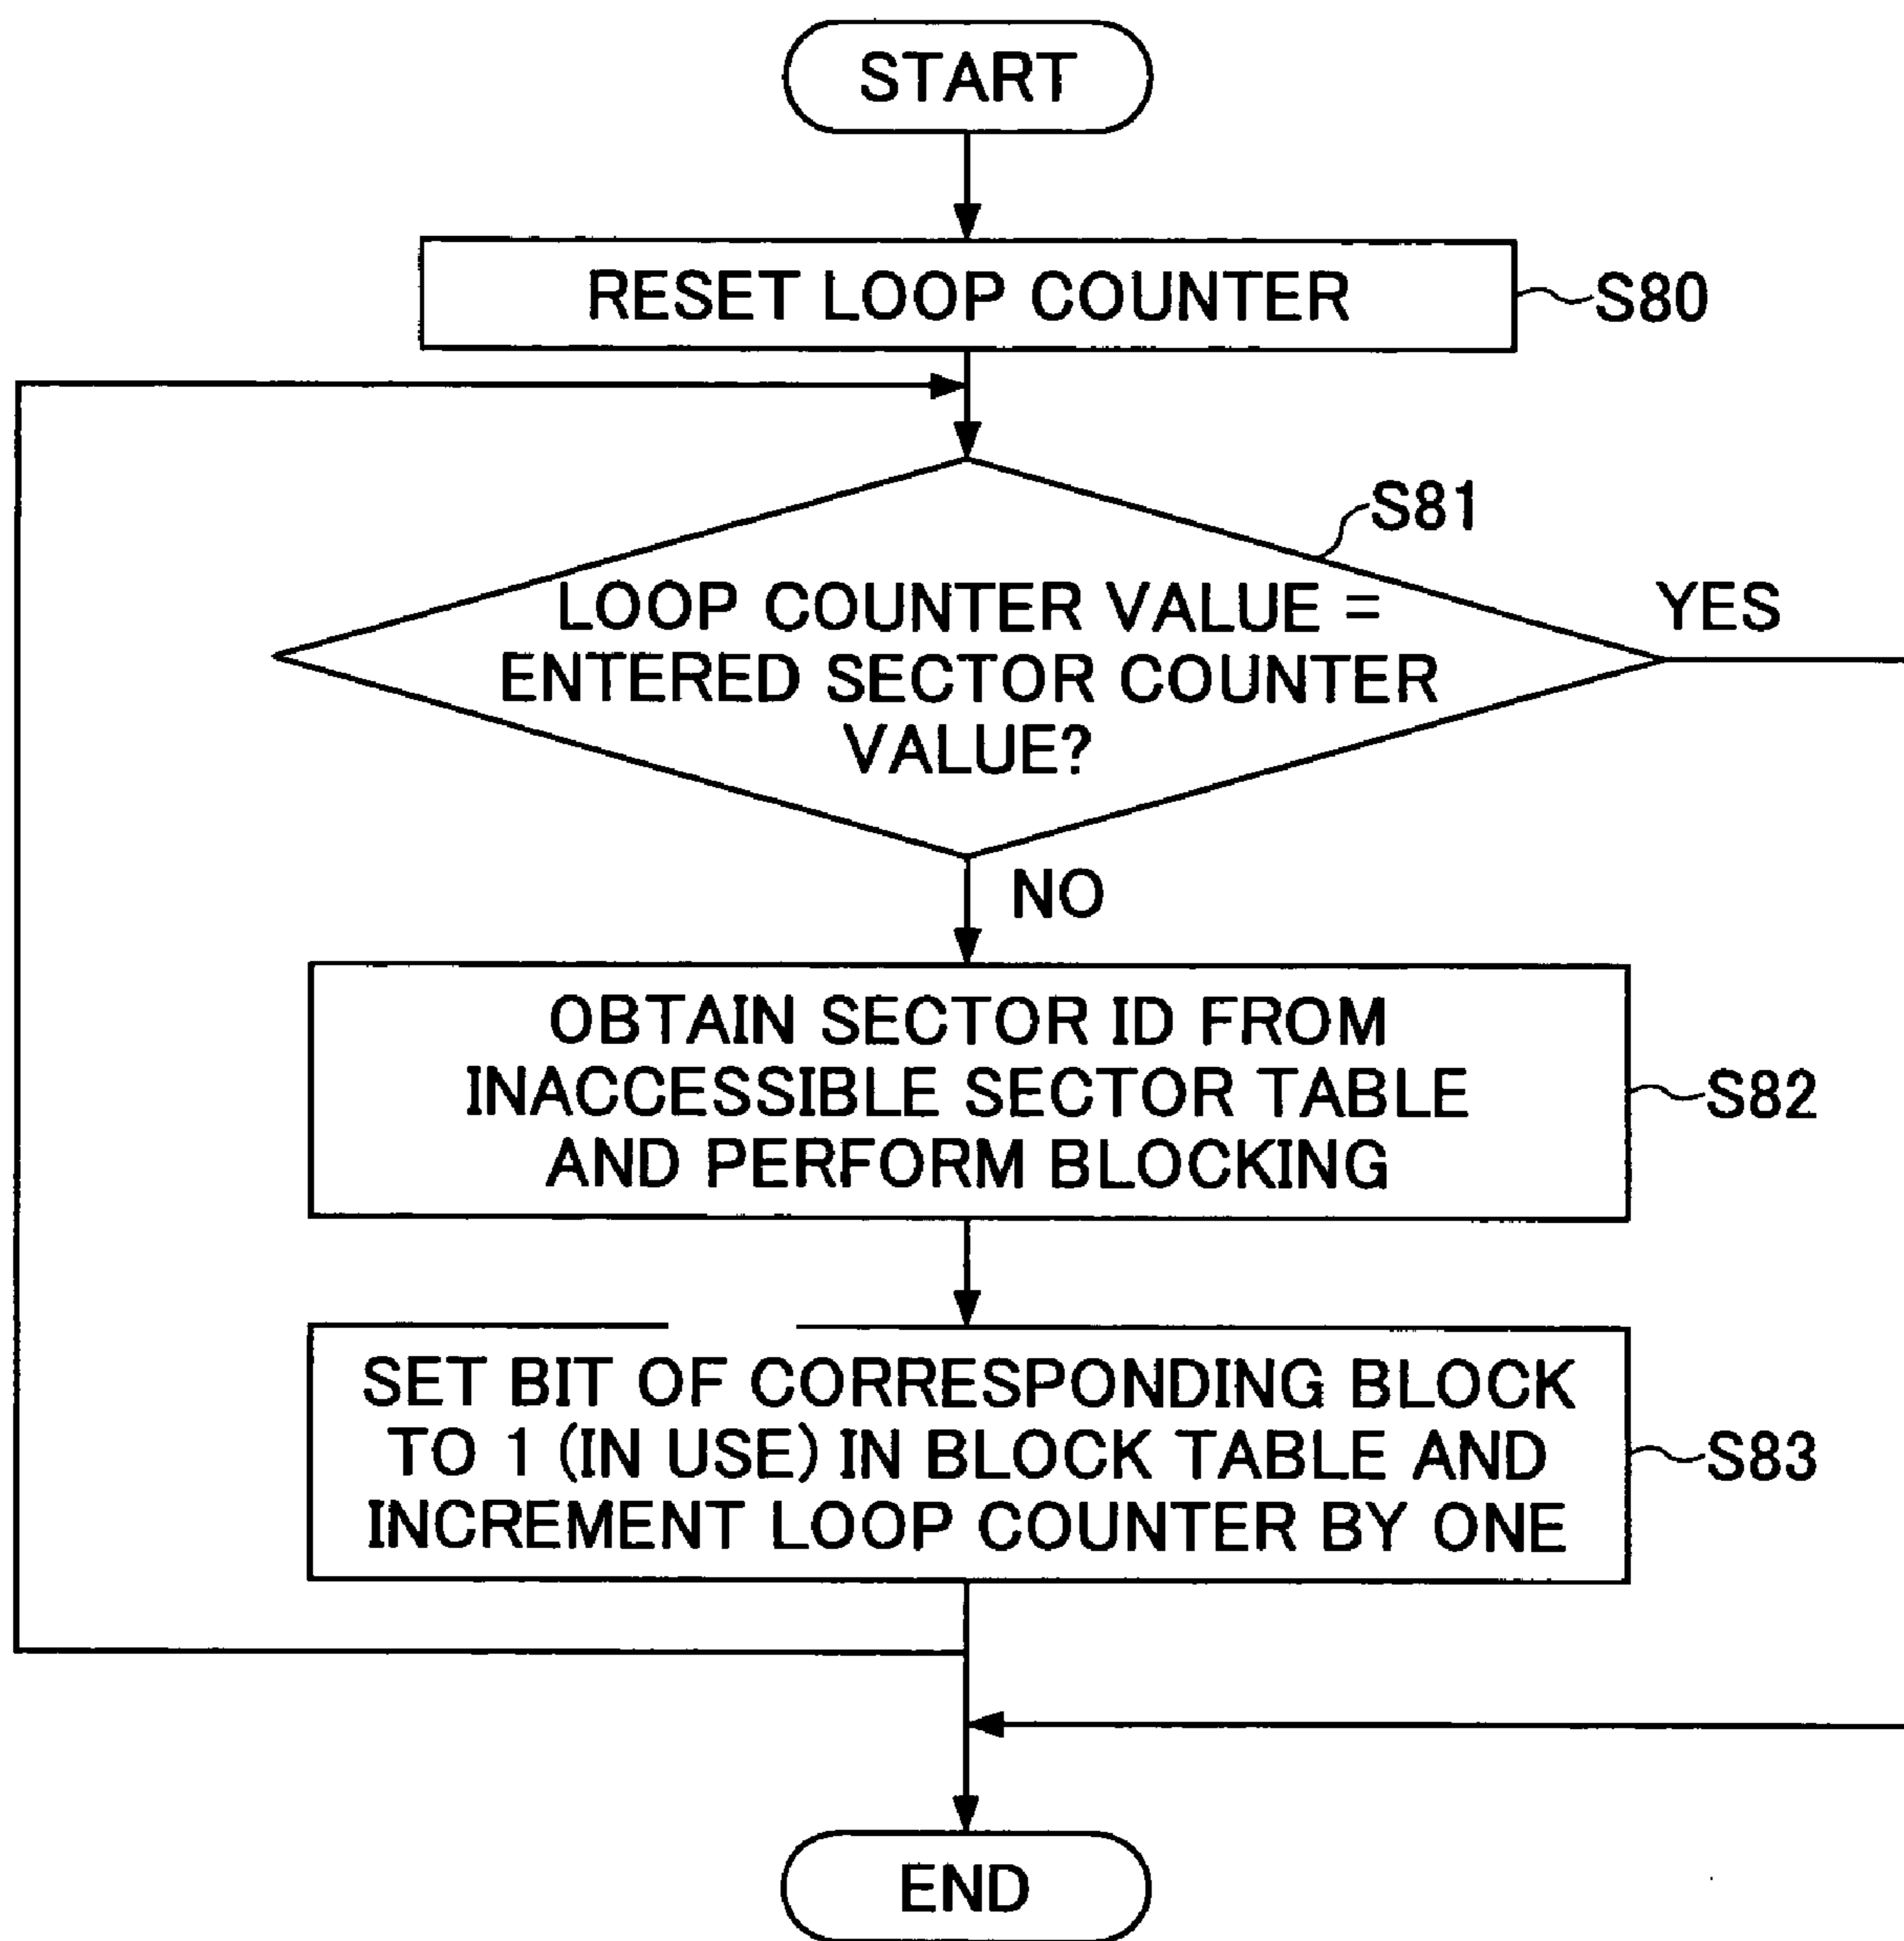 START
RESET LOOP COUNTER
S80
S81
LOOP COUNTER VALUE =
ENTERED SECTOR COUNTER
VALUE?
YES
NO
OBTAIN SECTOR ID FROM
INACCESSIBLE SECTOR TABLE
AND PERFORM BLOCKING
S82
SET BIT OF CORRESPONDING BLOCK
TO 1 (IN USE) IN BLOCK TABLE AND
INCREMENT LOOP COUNTER BY ONE
S83
END